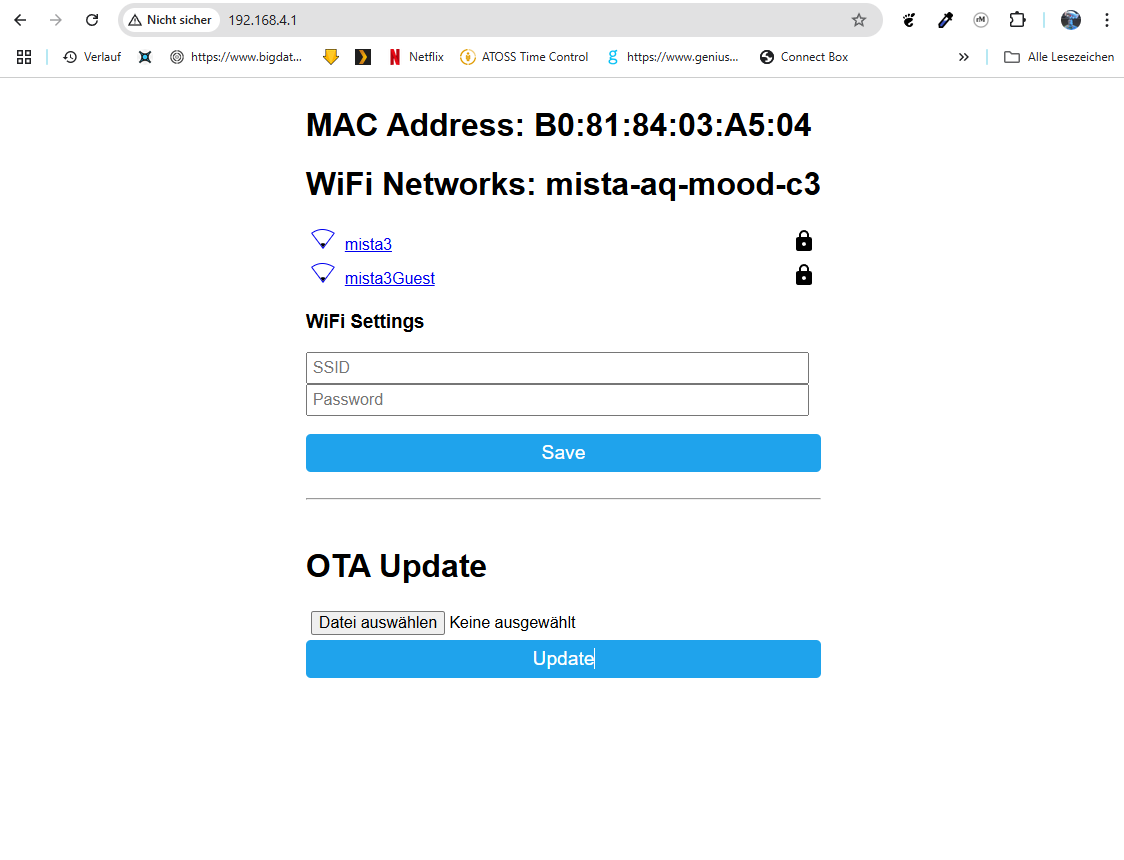 Nicht sicher 192.168.4.1
Verlauf https://www.bigdat... Netflix ATOSS Time Control https://www.genius... Connect Box » Alle Lesezeichen
MAC Address: B0:81:84:03:A5:04
WiFi Networks: mista-aq-mood-c3
mista3
mista3Guest
WiFi Settings
SSID
Password
Save
OTA Update
Datei auswählen Keine ausgewählt
Update